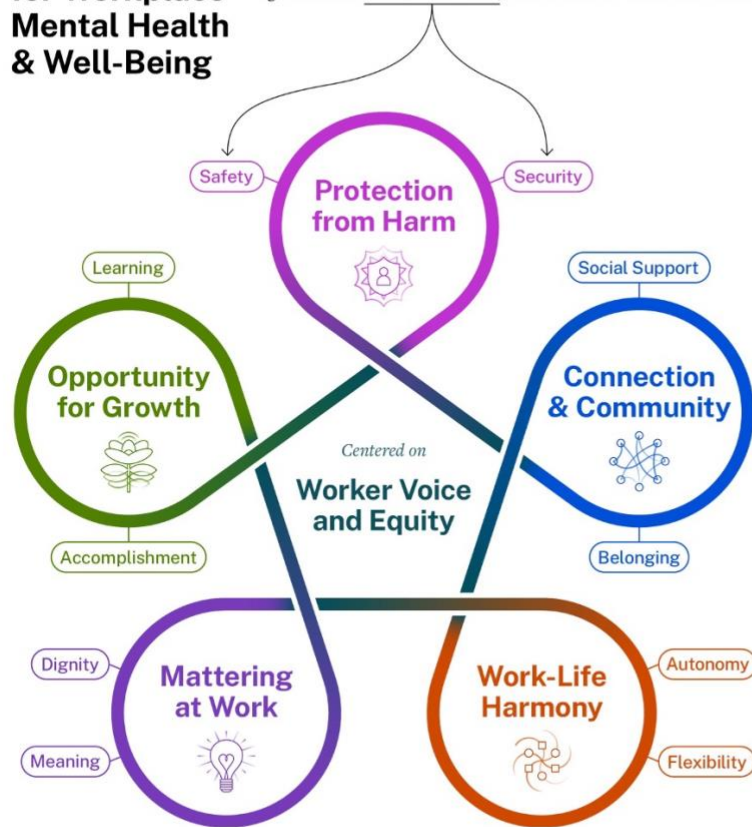 Mental Health
& Well-Being
Safety
Security
Protection
from Harm
Learning
Social Support
Opportunity
for Growth
Connection
& Community
Centered on
Worker Voice
and Equity
Accomplishment
Belonging
Dignity
Autonomy
Mattering
at Work
Work-Life
Harmony
Meaning
Flexibility